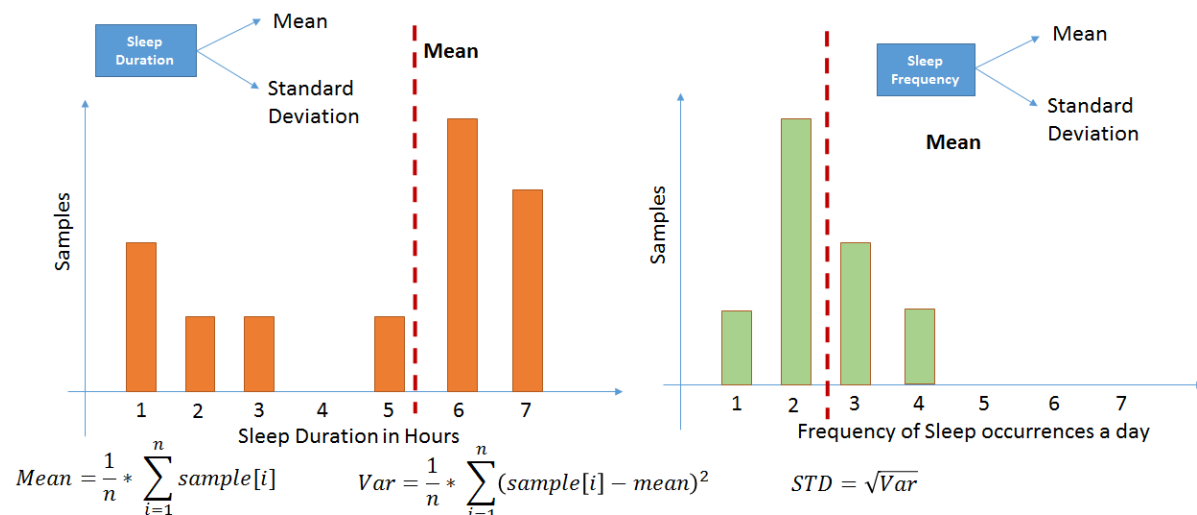 Sleep
Duration
Mean
Standard
Deviation
Mean
Samples
1 2 3 4 5 6 7
Sleep Duration in Hours
Sleep
Frequency
Mean
Standard
Deviation
Mean
Samples
1 2 3 4 5 6 7
Frequency of Sleep occurrences a day
Mean = 1/n * ∑_{i=1}^{n} sample[i]
Var = 1/n * ∑_{i=1}^{n} (sample[i] − mean)²
STD = √Var